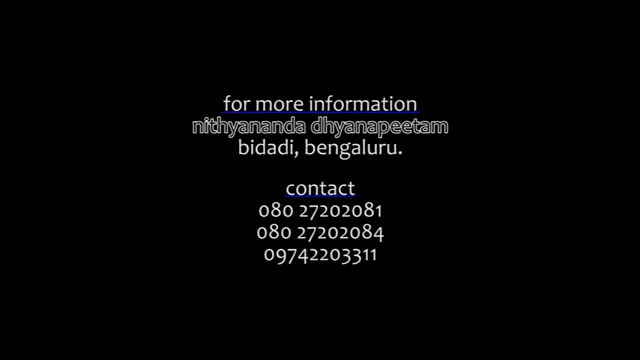 for more information
nithyananda dhyanapeetam
bidadi, bengaluru.
contact
080 27202081
080 27202084
09742203311